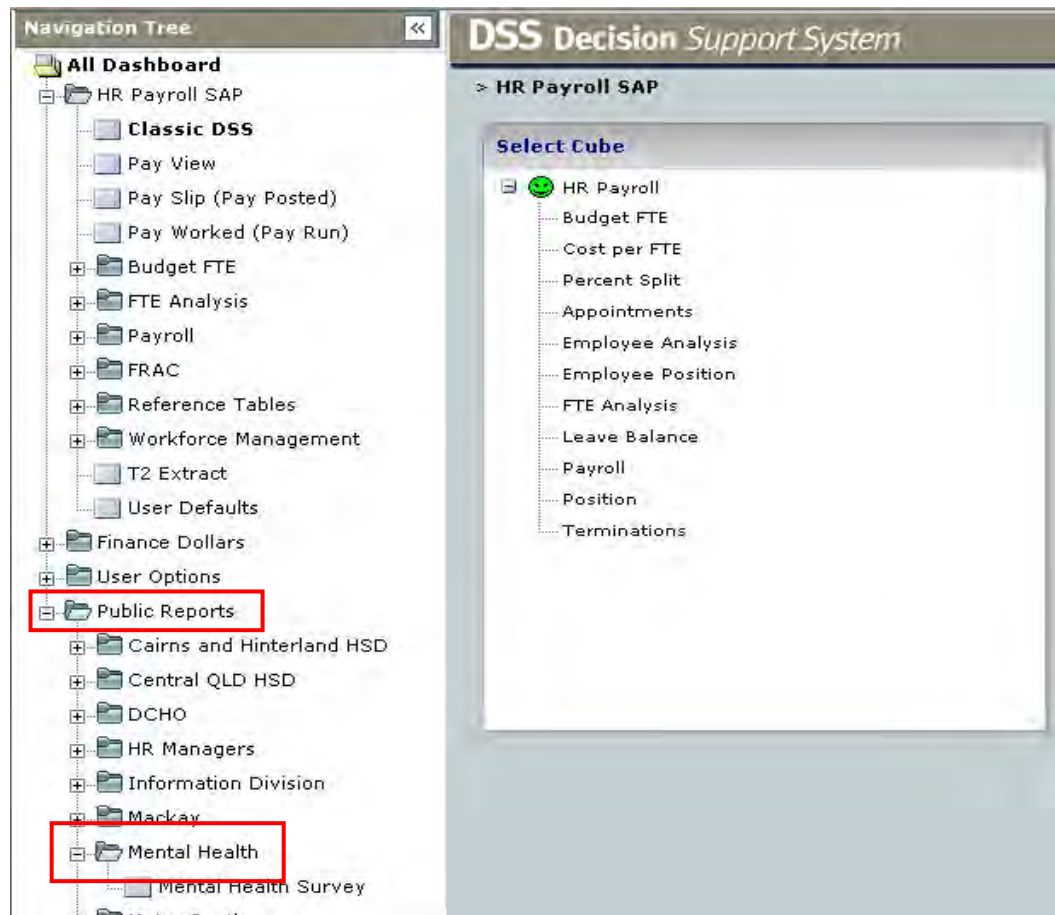 Navigation Tree
All Dashboard
HR Payroll SAP
Classic DSS
Pay View
Pay Slip (Pay Posted)
Pay Worked (Pay Run)
Budget FTE
FTE Analysis
Payroll
FRAC
Reference Tables
Workforce Management
T2 Extract
User Defaults
Finance Dollars
User Options
Public Reports
Cairns and Hinterland HSD
Central QLD HSD
DCHO
HR Managers
Information Division
Mackay
Mental Health
Mental Health Survey
DSS Decision Support System
> HR Payroll SAP
Select Cube
HR Payroll
Budget FTE
Cost per FTE
Percent Split
Appointments
Employee Analysis
Employee Position
FTE Analysis
Leave Balance
Payroll
Position
Terminations